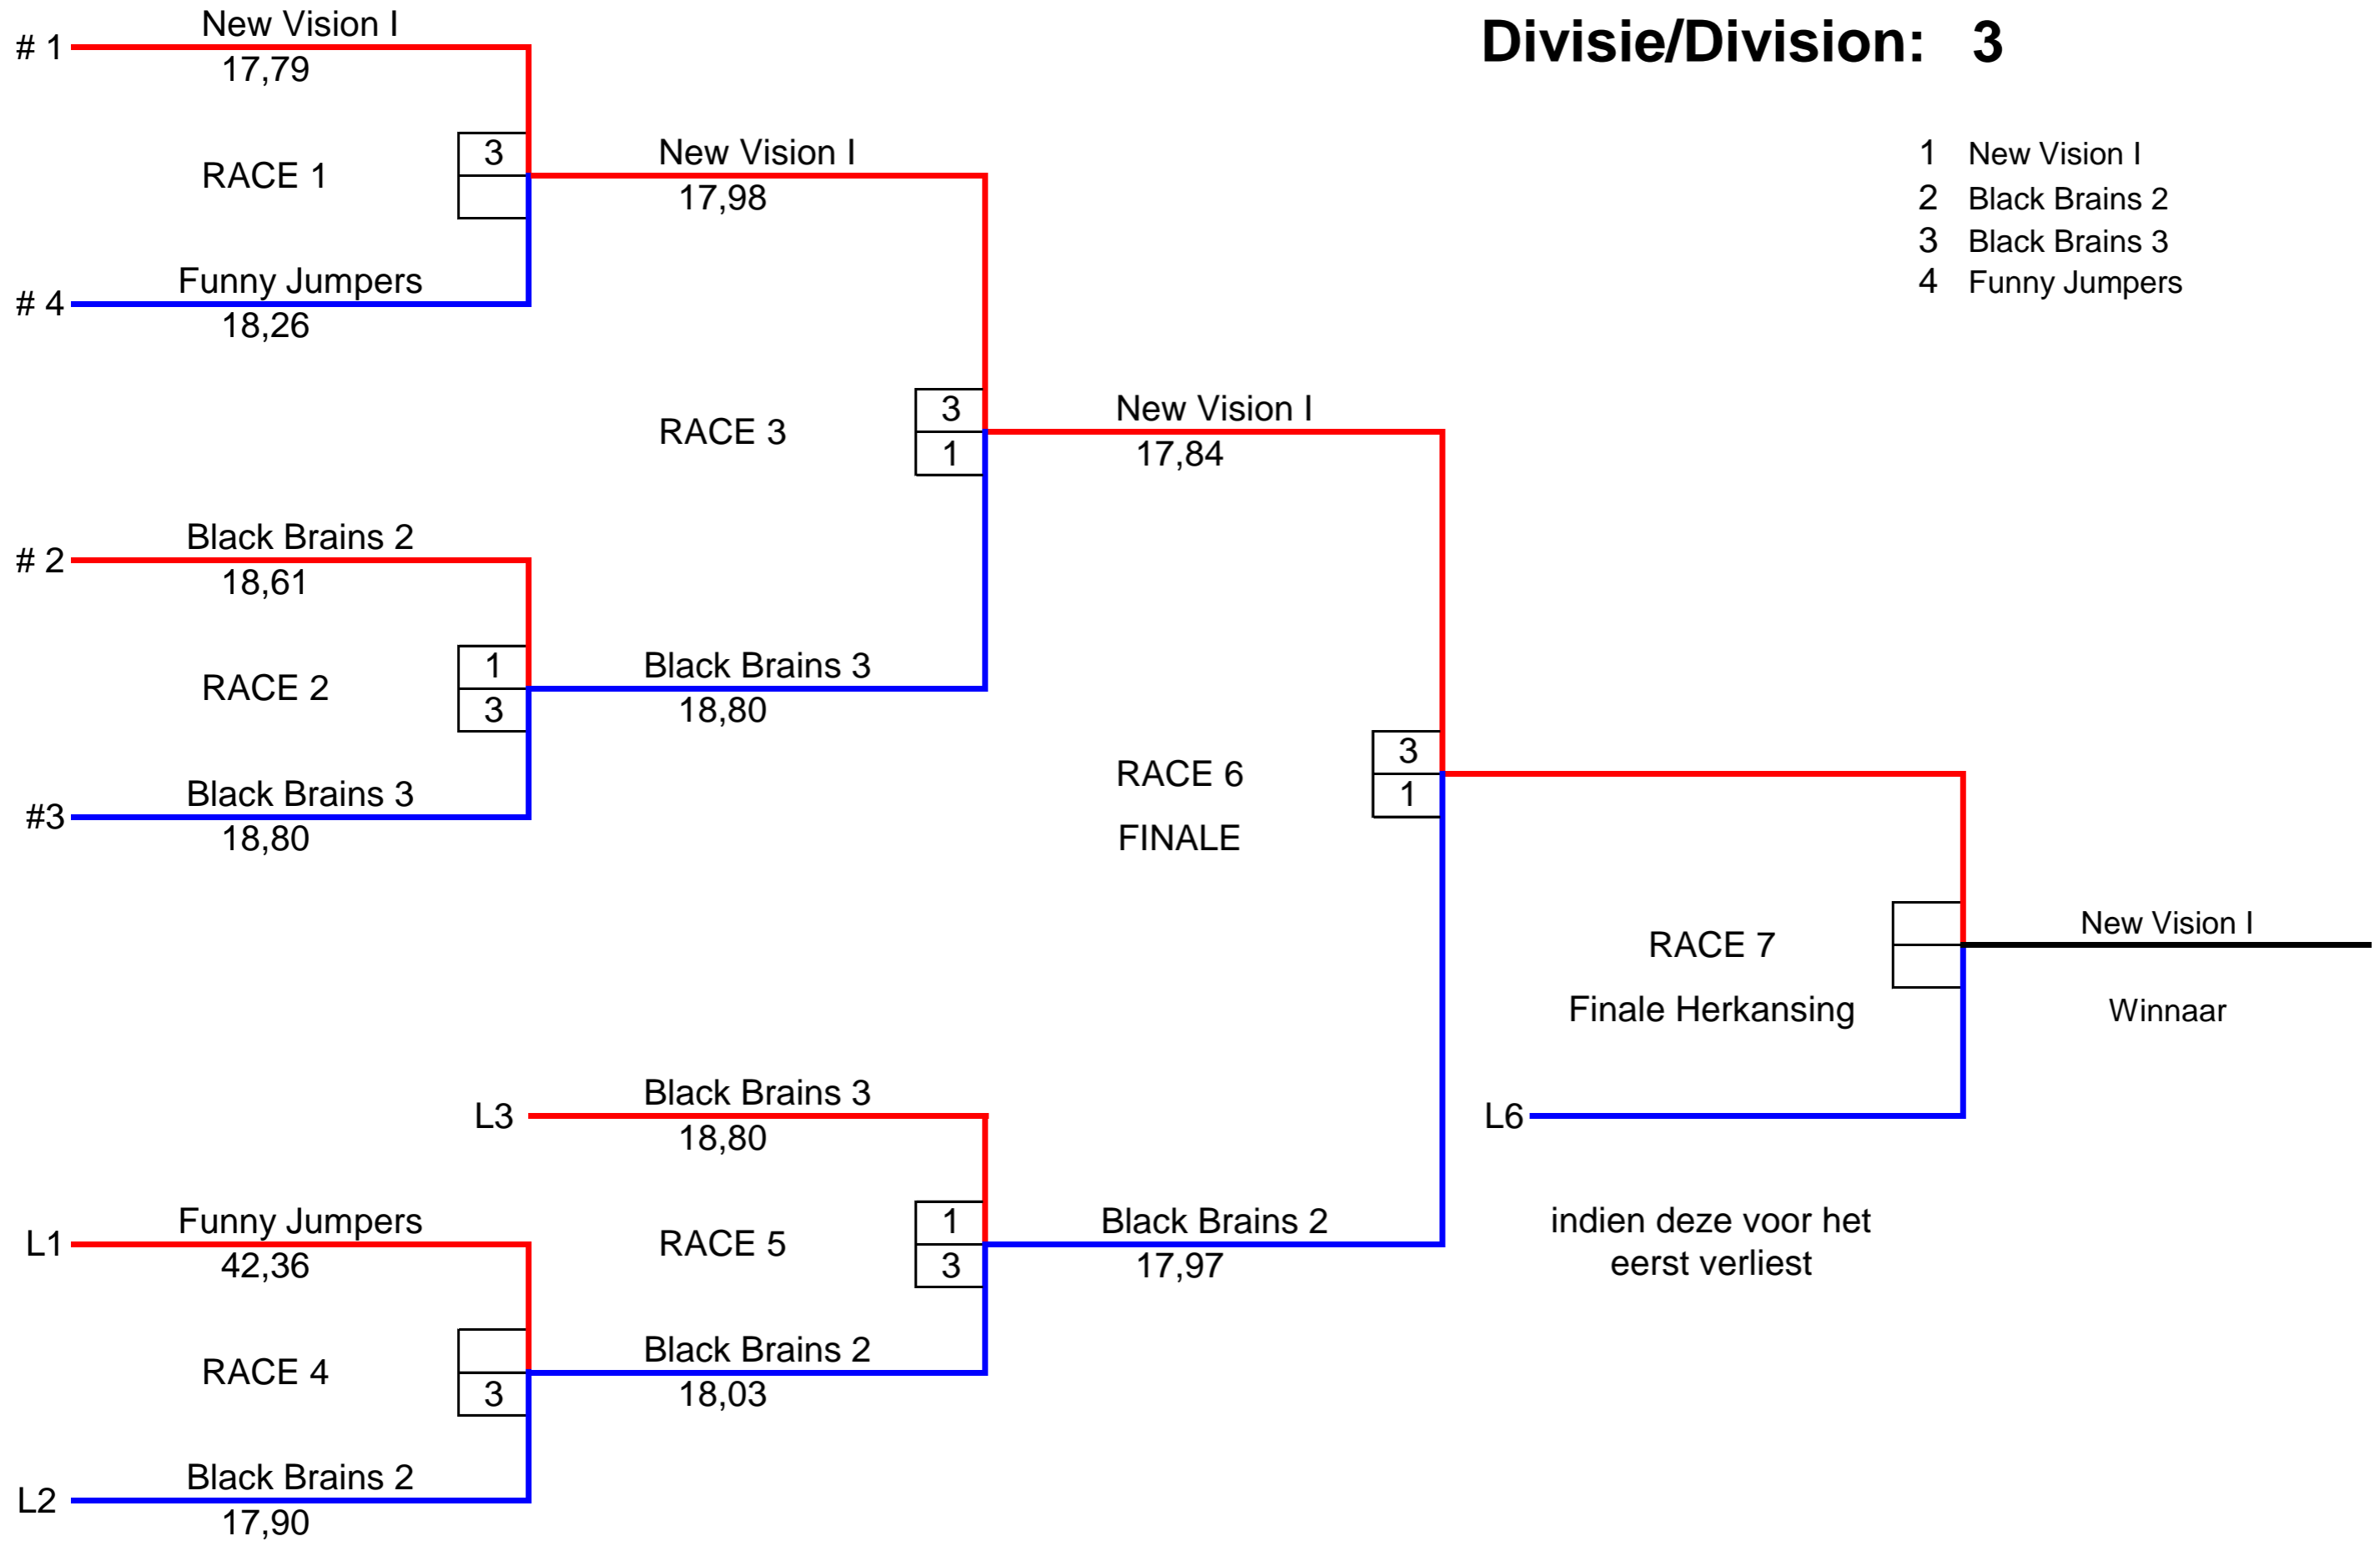 New Vision I
Divisie/Division: 3
# 1
17,79
3
RACE 1
New Vision I
17,98
1 New Vision I
2 Black Brains 2
3 Black Brains 3
4 Funny Jumpers
Funny Jumpers
# 4
18,26
3
RACE 3
1
New Vision I
17,84
Black Brains 2
# 2
18,61
1
RACE 2
3
Black Brains 3
18,80
Black Brains 3
#3
18,80
3
RACE 6
1
FINALE
RACE 7
Finale Herkansing
New Vision I
Winnaar
L3
Black Brains 3
18,80
L6
Funny Jumpers
L1
42,36
1
RACE 5
3
Black Brains 2
17,97
indien deze voor het
eerst verliest
RACE 4
3
Black Brains 2
18,03
Black Brains 2
L2
17,90